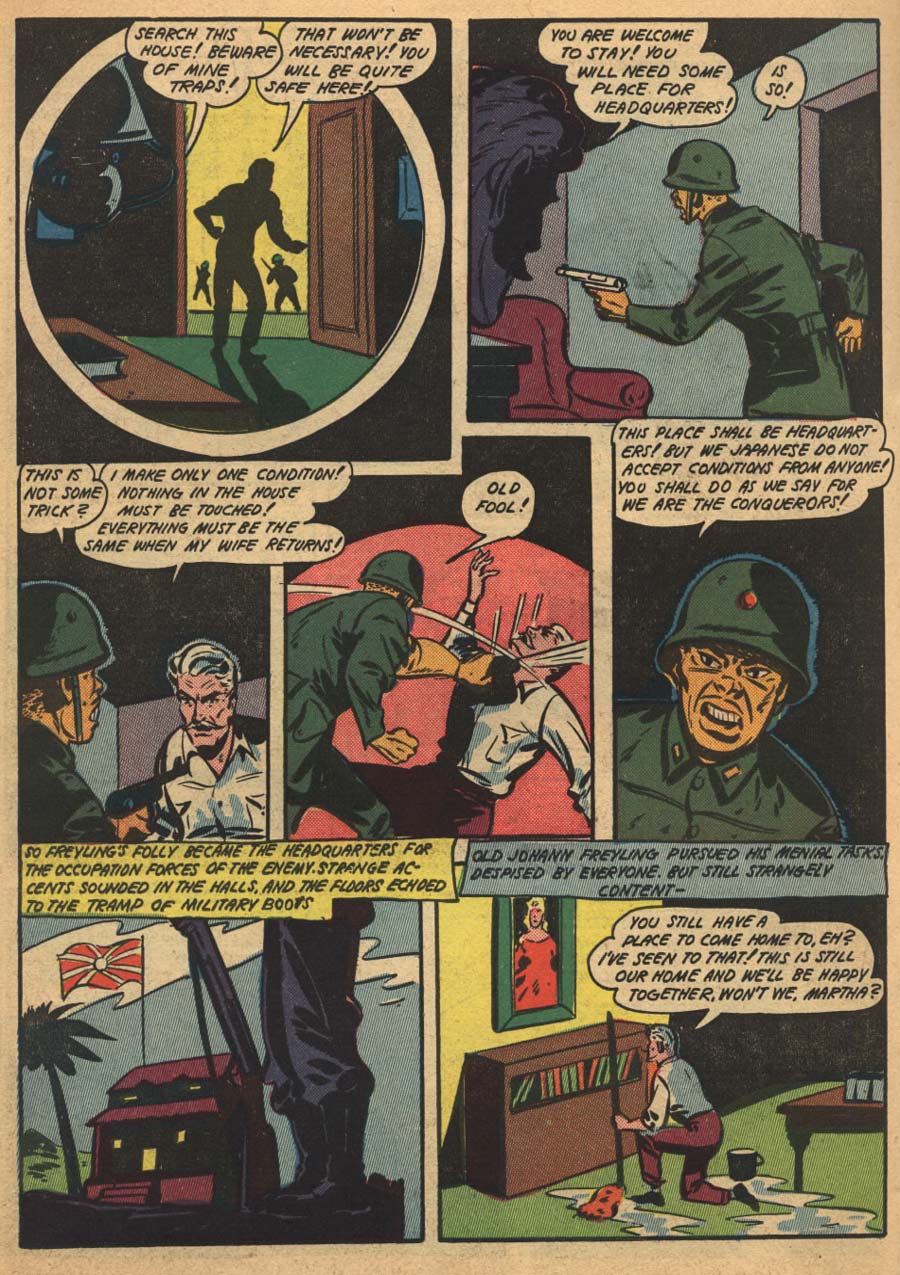 SEARCH THIS
HOUSE! BEWARE
OF MINE
TRAPS!
THAT WON'T BE
NECESSARY! YOU
WILL BE QUITE
SAFE HERE!
YOU ARE WELCOME
TO STAY! YOU
WILL NEED SOME
PLACE FOR
HEADQUARTERS!
IS
SO!
THIS IS
NOT SOME
TRICK?
I MAKE ONLY ONE CONDITION!
NOTHING IN THE HOUSE
MUST BE TOUCHED!
EVERYTHING MUST BE THE
SAME WHEN MY WIFE RETURNS!
OLD
FOOL!
THIS PLACE SHALL BE HEADQUART-
ERS! BUT WE JAPANESE DO NOT
ACCEPT CONDITIONS FROM ANYONE!
YOU SHALL DO AS WE SAY FOR
WE ARE THE CONQUERORS!
SO FREYLING'S FOLLY BECAME THE HEADQUARTERS FOR
THE OCCUPATION FORCES OF THE ENEMY. STRANGE AC-
CENTS SOUNDED IN THE HALLS, AND THE FLOORS ECHOED
TO THE TRAMP OF MILITARY BOOTS
OLD JOHANN FREYLING PURSUED HIS MENIAL TASKS,
DESPISED BY EVERYONE. BUT STILL STRANGELY
CONTENT—
YOU STILL HAVE A
PLACE TO COME HOME TO, EH?
I'VE SEEN TO THAT! THIS IS STILL
OUR HOME AND WE'LL BE HAPPY
TOGETHER, WON'T WE, MARTHA?